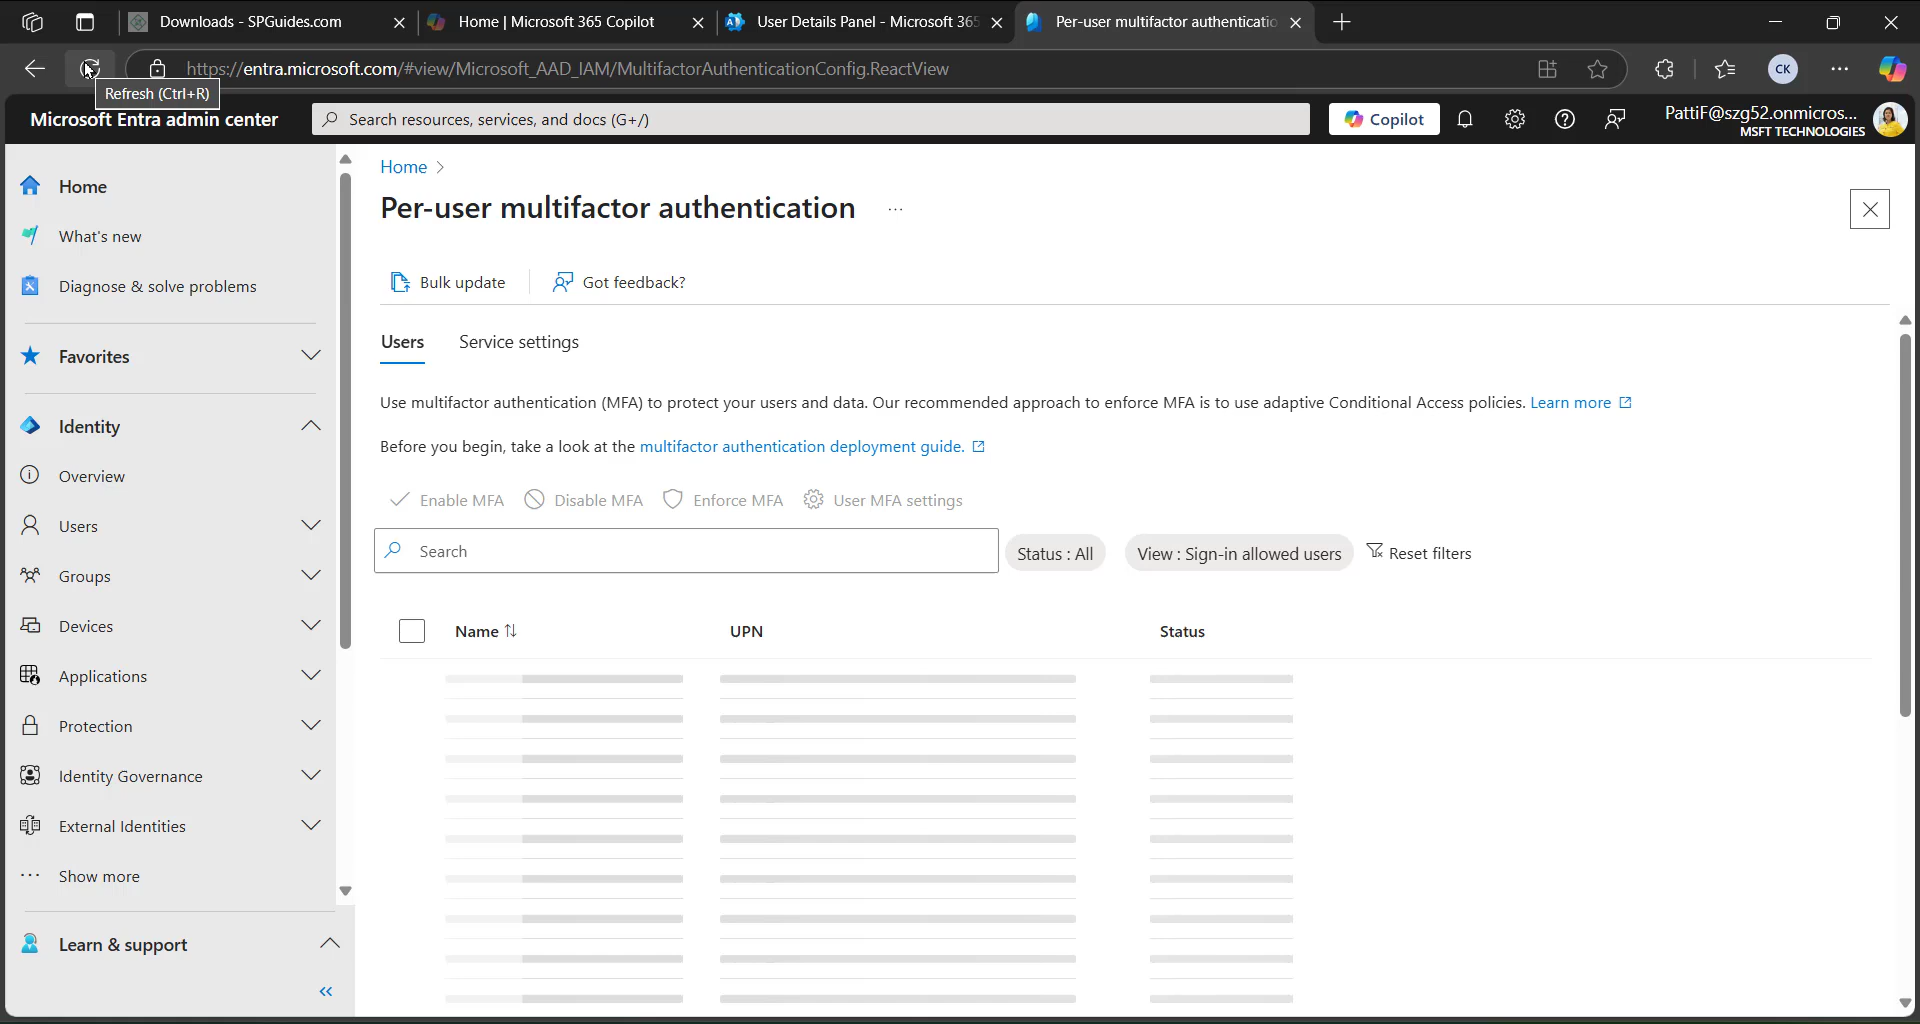 Downloads - SPGuides.com
Home | Microsoft 365 Copilot
User Details Panel - Microsoft 365
Per-user multifactor authenticatio
https://entra.microsoft.com/#view/Microsoft_AAD_IAM/MultifactorAuthenticationConfig.ReactView
CK
Refresh (Ctrl+R)
Microsoft Entra admin center
Search resources, services, and docs (G+/)
Copilot
PattiF@szg52.onmicros...
MSFT TECHNOLOGIES
Home
What's new
Diagnose & solve problems
Favorites
Identity
Overview
Users
Groups
Devices
Applications
Protection
Identity Governance
External Identities
Show more
Learn & support
Home >
Per-user multifactor authentication ...
Bulk update
Got feedback?
Users
Service settings
Use multifactor authentication (MFA) to protect your users and data. Our recommended approach to enforce MFA is to use adaptive Conditional Access policies. Learn more
Before you begin, take a look at the multifactor authentication deployment guide.
Enable MFA
Disable MFA
Enforce MFA
User MFA settings
Search
Status : All
View : Sign-in allowed users
Reset filters
Name
UPN
Status